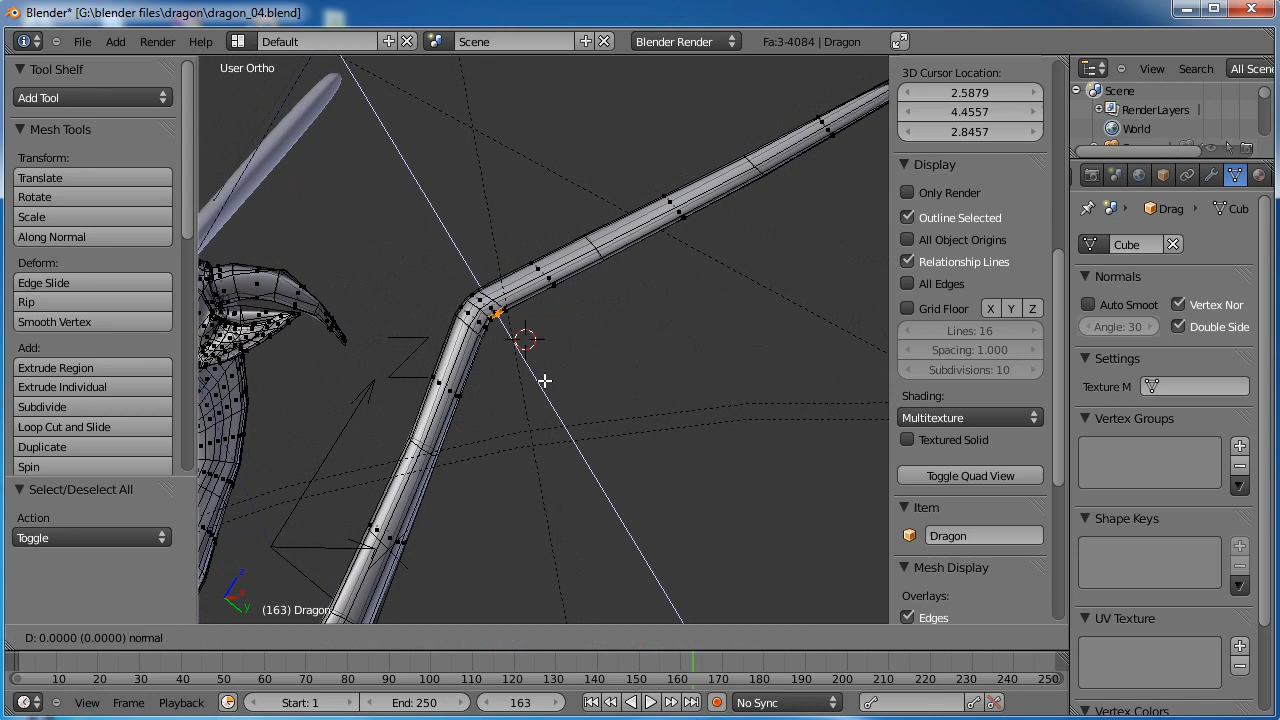 Blender* [G:\blender files\dragon\dragon_04.blend]
File Add Render Help Default Scene Blender Render Fa:3-4084 | Dragon
View Search All Scene
Tool Shelf
Add Tool
Mesh Tools
Transform:
Translate
Rotate
Scale
Along Normal
Deform:
Edge Slide
Rip
Smooth Vertex
Add:
Extrude Region
Extrude Individual
Subdivide
Loop Cut and Slide
Duplicate
Spin
Select/Deselect All
Action
Toggle
User Ortho
z
x
y
(163) Dragon
3D Cursor Location:
2.5879
4.4557
2.8457
Display
Only Render
Outline Selected
All Object Origins
Relationship Lines
All Edges
Grid Floor X Y Z
Lines: 16
Spacing: 1.000
Subdivisions: 10
Shading:
Multitexture
Textured Solid
Toggle Quad View
Item
Dragon
Mesh Display
Overlays:
Edges
Scene
RenderLayers
World
Drag Cub
Cube
Normals
Auto Smoot Vertex Nor
Angle: 30 Double Side
Settings
Texture M
Vertex Groups
Shape Keys
UV Texture
Vertex Colors
D: 0.0000 (0.0000) normal
10 20 30 40 50 60 70 80 90 100 110 120 130 140 150 160 170 180 190 200 210 220 230 240 250
View Frame Playback Start: 1 End: 250 163 No Sync